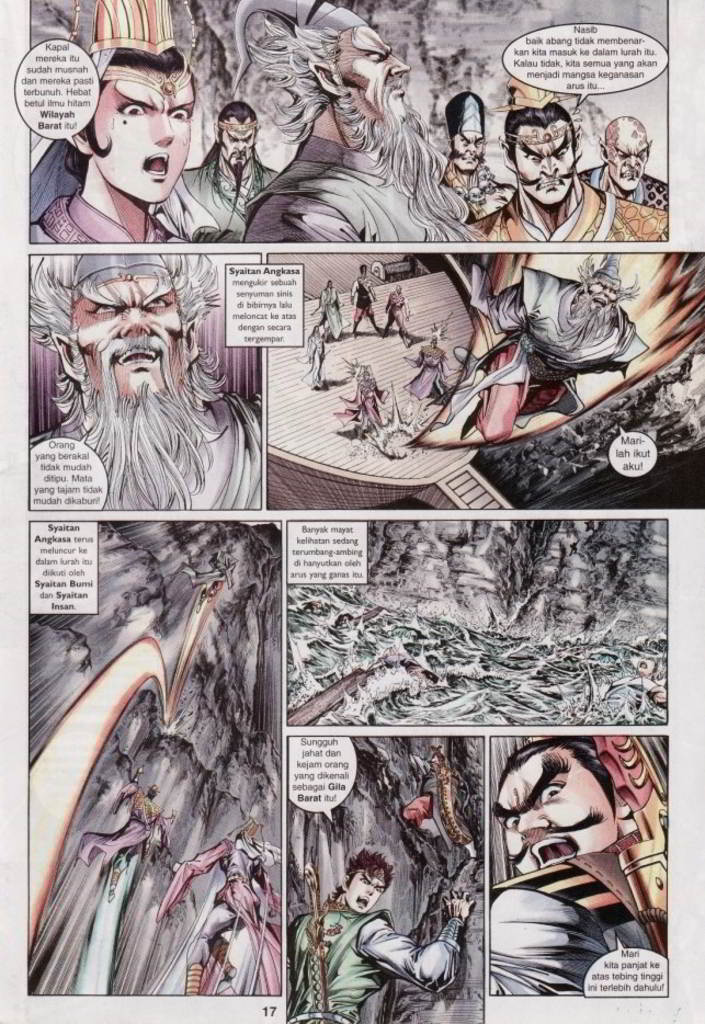 Kapal
mereka itu
sudah musnah
dan mereka pasti
terbunuh. Hebat
betul ilmu hitam
Wilayah
Barat itu!
Nasib
baik abang tidak membenar-
kan kita masuk ke dalam lurah itu.
Kalau tidak, kita semua yang akan
menjadi mangsa keganasan
arus itu...
Orang
yang berakal
tidak mudah
ditipu. Mata
yang tajam tidak
mudah dikaburi!
Syaitan Angkasa
mengukir sebuah
senyuman sinis
di bibirnya lalu
meloncat ke atas
dengan secara
tergempar.
Mari-
lah ikut
aku!
Syaitan
Angkasa terus
meluncur ke
dalam lurah itu
diikuti oleh
Syaitan Bumi
dan Syaitan
Insan.
Banyak mayat
kelihatan sedang
terumbang-ambing
di hanyutkan oleh
arus yang ganas itu.
Sungguh
jahat dan
kejam orang
yang dikenali
sebagai Gila
Barat itu!
Mari
kita panjat ke
atas tebing tinggi
ini terlebih dahulu!
17